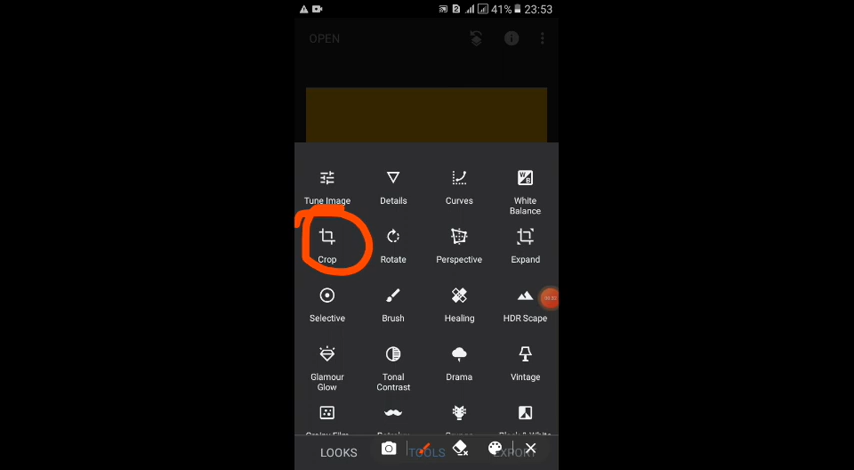 41% 23:53
OPEN
Tune Image Details Curves White Balance
Crop Rotate Perspective Expand
Selective Brush Healing HDR Scape
Glamour Glow Tonal Contrast Drama Vintage
LOOKS TOOLS EXPORT